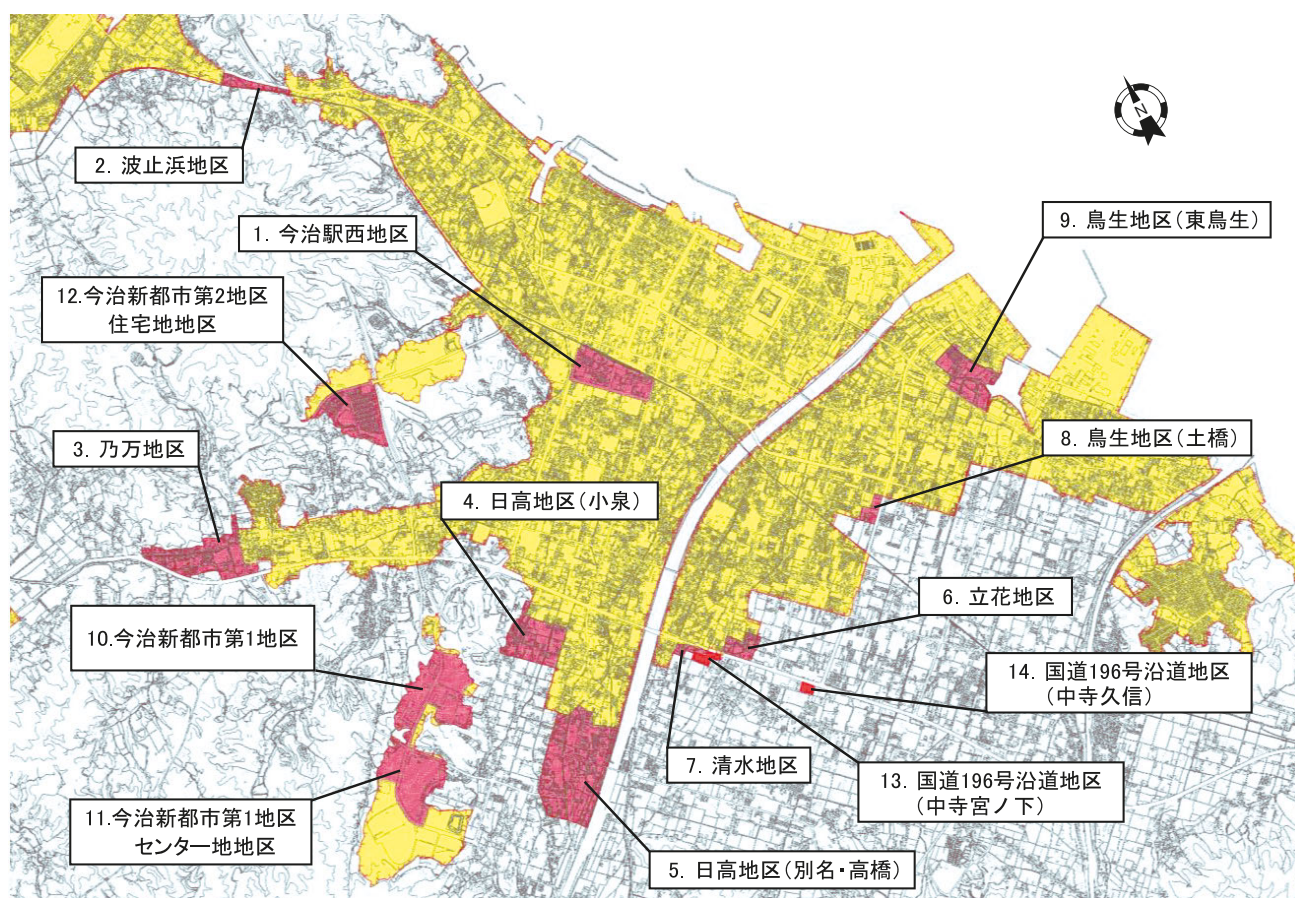 2. 波止浜地区
1. 今治駅西地区
9. 鳥生地区(東鳥生)
12.今治新都市第2地区
住宅地地区
3. 乃万地区
4. 日高地区(小泉)
8. 鳥生地区(土橋)
6. 立花地区
10.今治新都市第1地区
14. 国道196号沿道地区
(中寺久信)
7. 清水地区
13. 国道196号沿道地区
(中寺宮ノ下)
11.今治新都市第1地区
センター地地区
5. 日高地区(別名・高橋)
N